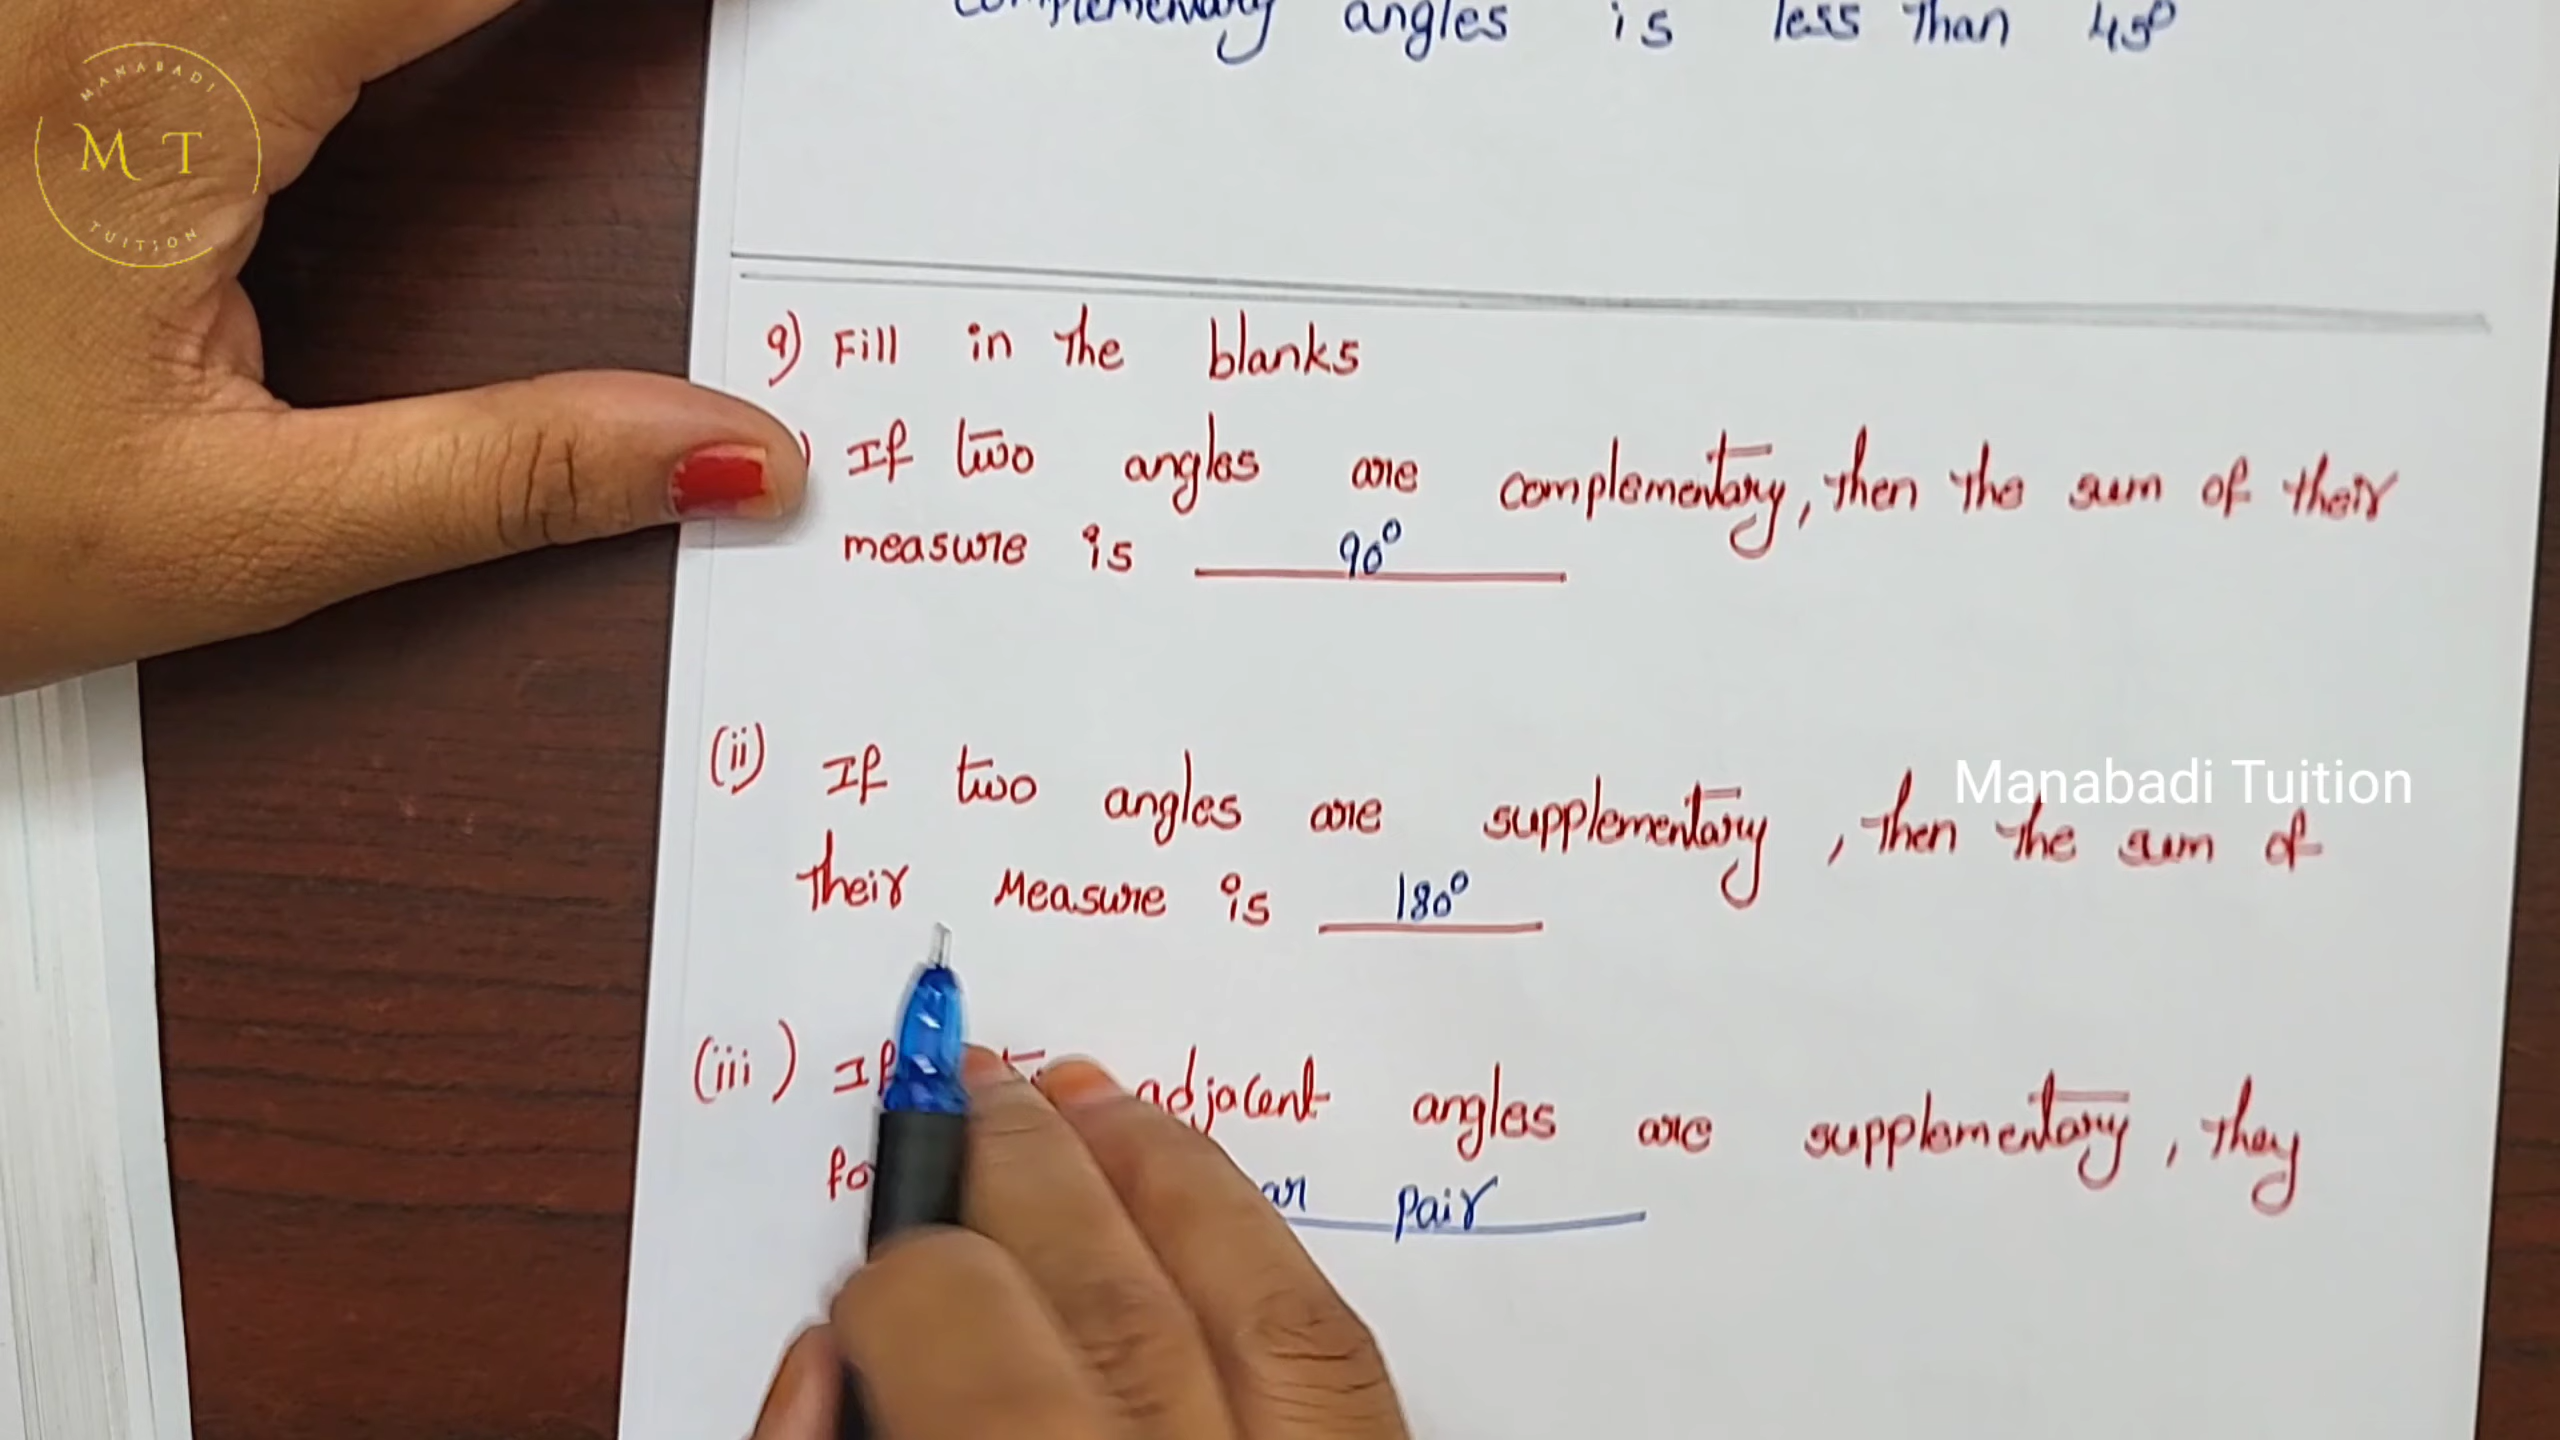 MANABADI
MT
TUITION
angles is less than 45°
9) Fill in the blanks
) If two angles are complementary, then the sum of their
measure is 90°
Manabadi Tuition
(ii) If two angles are supplementary, then the sum of
their Measure is 180°
(iii) If adjacent angles are supplementary, they
pair